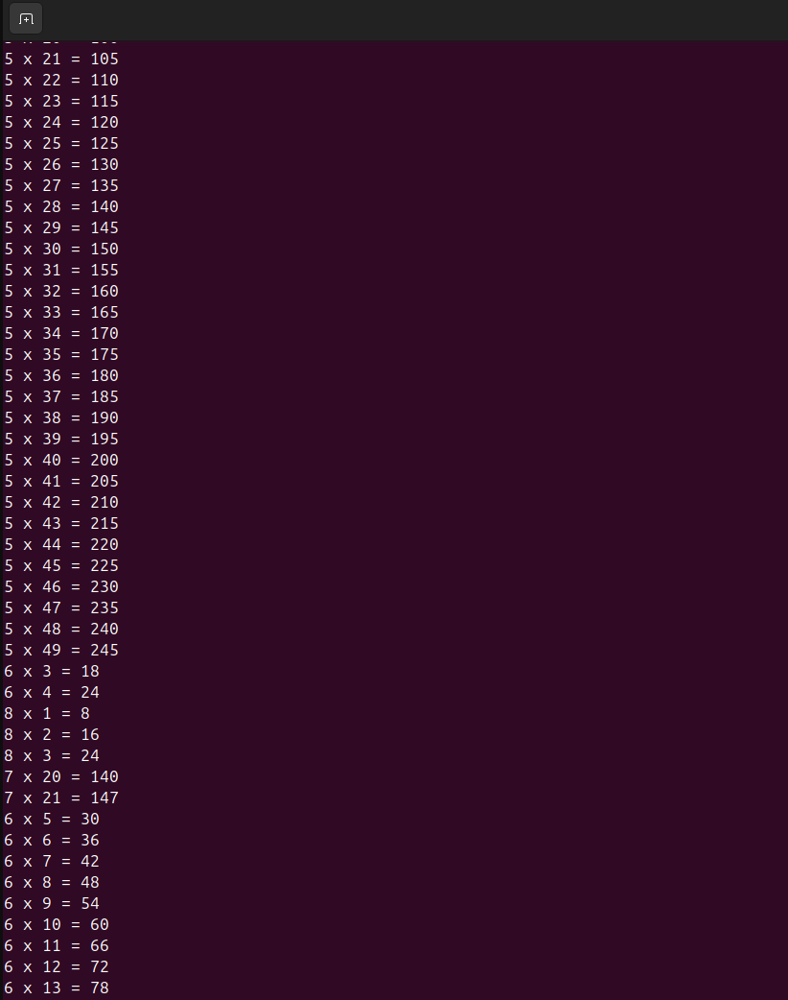 5 x 21 = 105
5 x 22 = 110
5 x 23 = 115
5 x 24 = 120
5 x 25 = 125
5 x 26 = 130
5 x 27 = 135
5 x 28 = 140
5 x 29 = 145
5 x 30 = 150
5 x 31 = 155
5 x 32 = 160
5 x 33 = 165
5 x 34 = 170
5 x 35 = 175
5 x 36 = 180
5 x 37 = 185
5 x 38 = 190
5 x 39 = 195
5 x 40 = 200
5 x 41 = 205
5 x 42 = 210
5 x 43 = 215
5 x 44 = 220
5 x 45 = 225
5 x 46 = 230
5 x 47 = 235
5 x 48 = 240
5 x 49 = 245
6 x 3 = 18
6 x 4 = 24
8 x 1 = 8
8 x 2 = 16
8 x 3 = 24
7 x 20 = 140
7 x 21 = 147
6 x 5 = 30
6 x 6 = 36
6 x 7 = 42
6 x 8 = 48
6 x 9 = 54
6 x 10 = 60
6 x 11 = 66
6 x 12 = 72
6 x 13 = 78